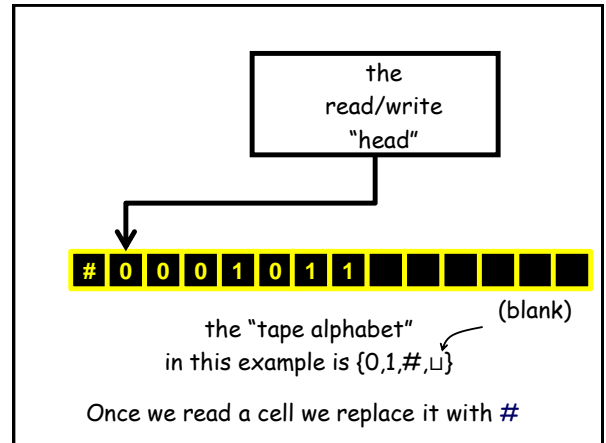 the
read/write
“head”
# 0 0 0 1 0 1 1
(blank)
the “tape alphabet”
in this example is {0,1,#,⊔}
Once we read a cell we replace it with #